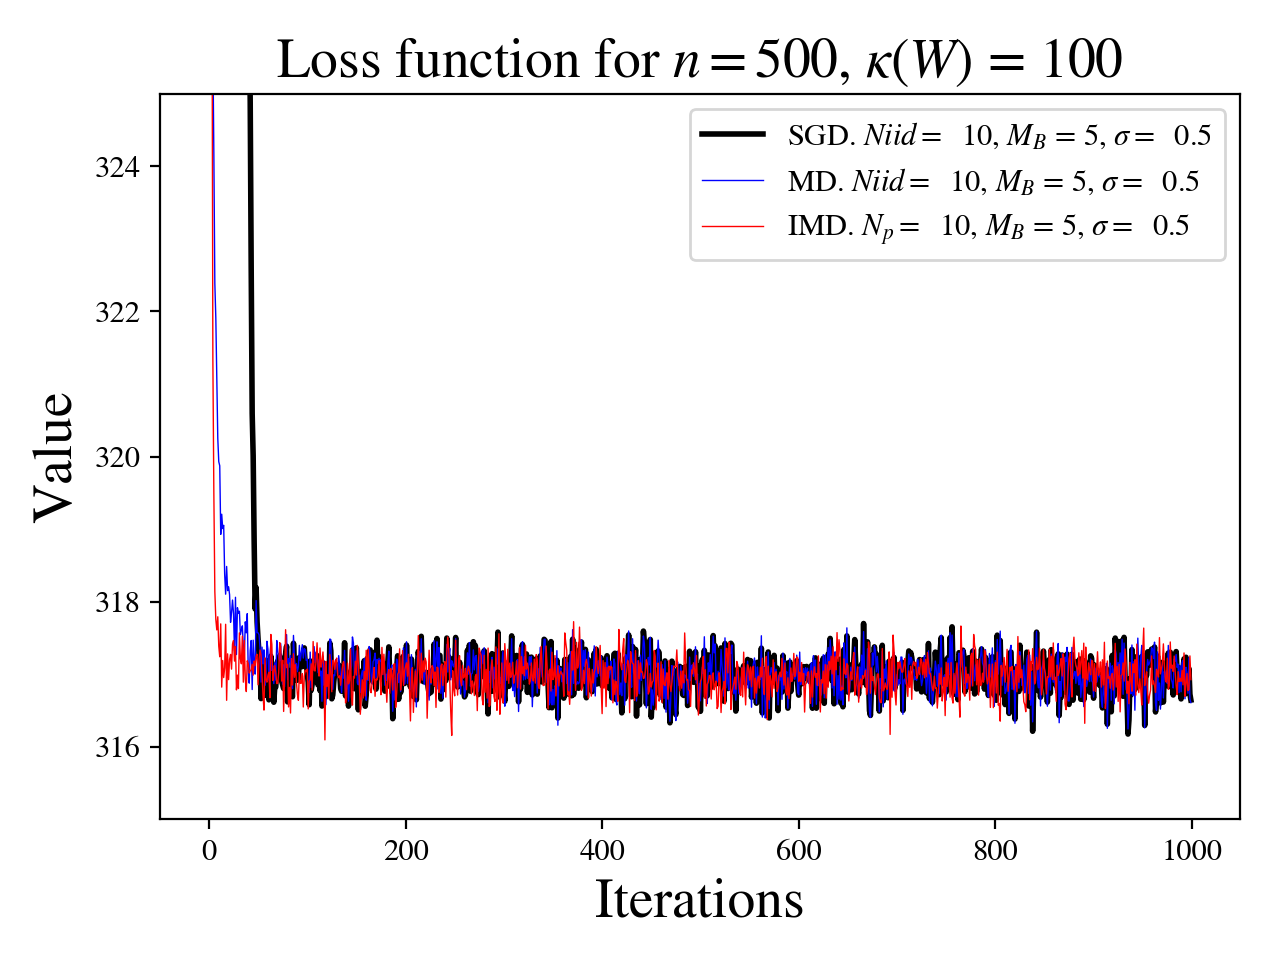 Loss function for n = 500, κ(W) = 100
SGD. Niid = 10, M_B = 5, σ = 0.5
MD. Niid = 10, M_B = 5, σ = 0.5
IMD. N_p = 10, M_B = 5, σ = 0.5
324
322
320
318
316
Value
0 200 400 600 800 1000
Iterations